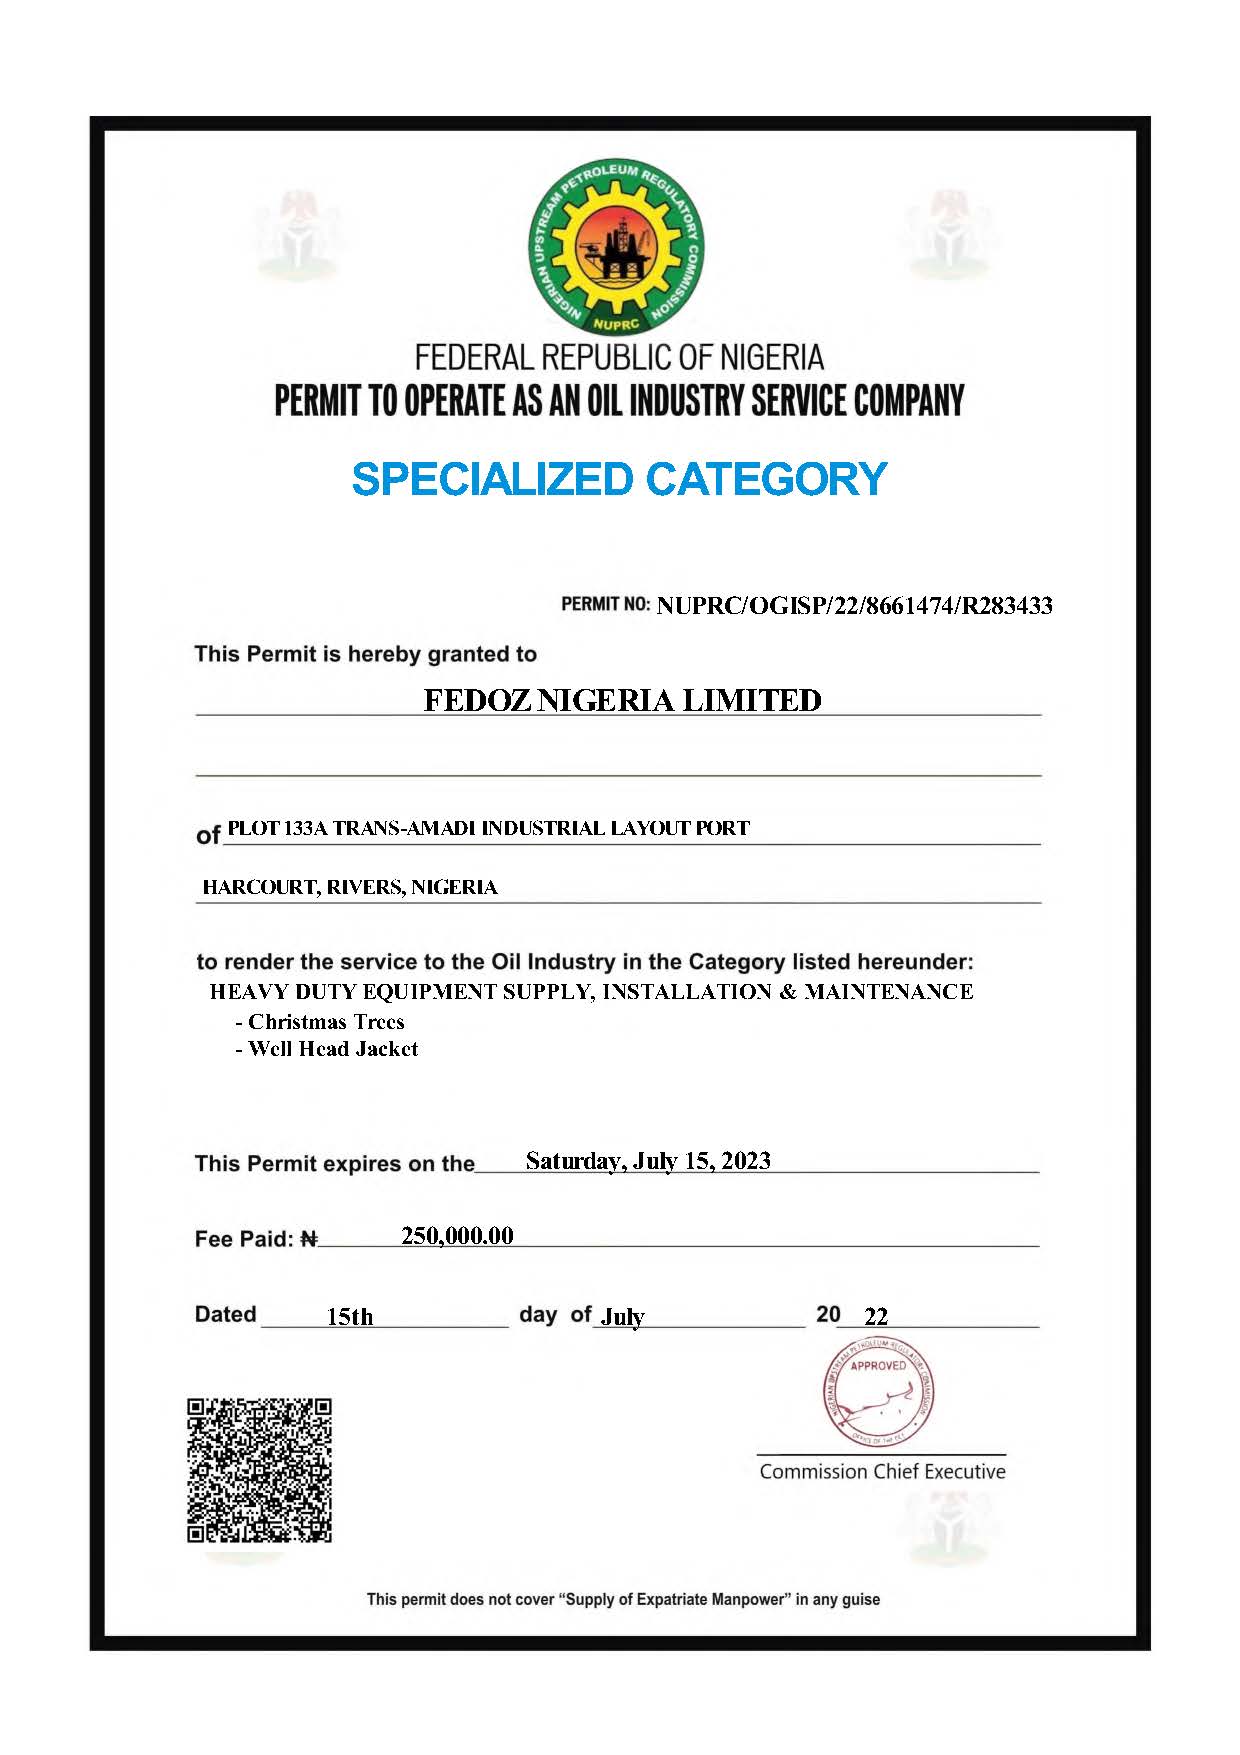 NIGERIAN UPSTREAM PETROLEUM REGULATORY COMMISSION
NUPRC
FEDERAL REPUBLIC OF NIGERIA
PERMIT TO OPERATE AS AN OIL INDUSTRY SERVICE COMPANY
SPECIALIZED CATEGORY
PERMIT NO: NUPRC/OGISP/22/8661474/R283433
This Permit is hereby granted to
FEDOZ NIGERIA LIMITED
of PLOT 133A TRANS-AMADI INDUSTRIAL LAYOUT PORT
HARCOURT, RIVERS, NIGERIA
to render the service to the Oil Industry in the Category listed hereunder:
HEAVY DUTY EQUIPMENT SUPPLY, INSTALLATION & MAINTENANCE
- Christmas Trees
- Well Head Jacket
This Permit expires on the Saturday, July 15, 2023
Fee Paid: ₦ 250,000.00
Dated 15th day of July 20 22
NIGERIAN UPSTREAM PETROLEUM REGULATORY COMMISSION
APPROVED
OFFICE OF THE
Commission Chief Executive
This permit does not cover “Supply of Expatriate Manpower” in any guise